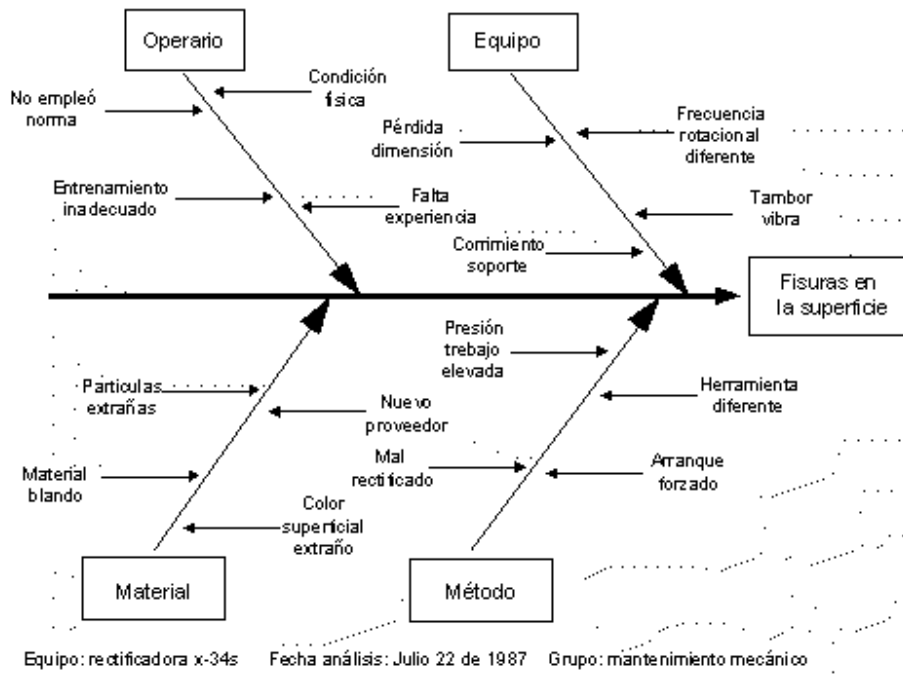 Operario
Equipo
Condición
física
No empleó
norma
Pérdida
dimensión
Frecuencia
rotacional
diferente
Entrenamiento
inadecuado
Falta
experiencia
Tambor
vibra
Corrimiento
soporte
Fisuras en
la superficie
Presión
trebajo
elevada
Particulas
extrañas
Nuevo
proveedor
Herramienta
diferente
Mal
rectificado
Arranque
forzado
Material
blando
Color
superficial
extraño
Material
Método
Equipo: rectificadora x-34s Fecha análisis: Julio 22 de 1987 Grupo: mantenimiento mecánico